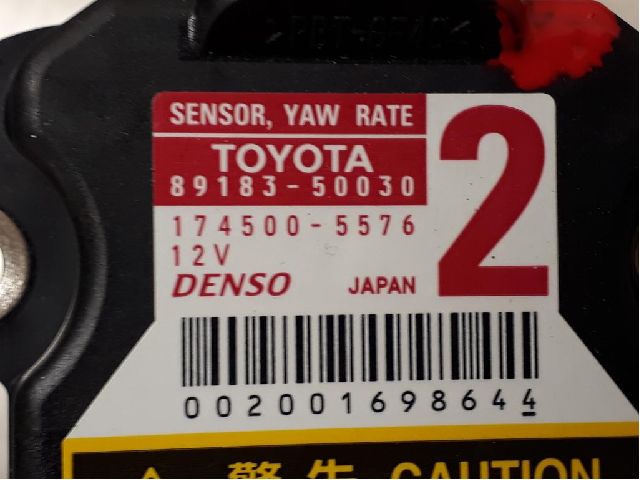 SENSOR, YAW RATE
TOYOTA
89183-50030
2
174500-5576
12V
DENSO JAPAN
002001698644
警告 CAUTION